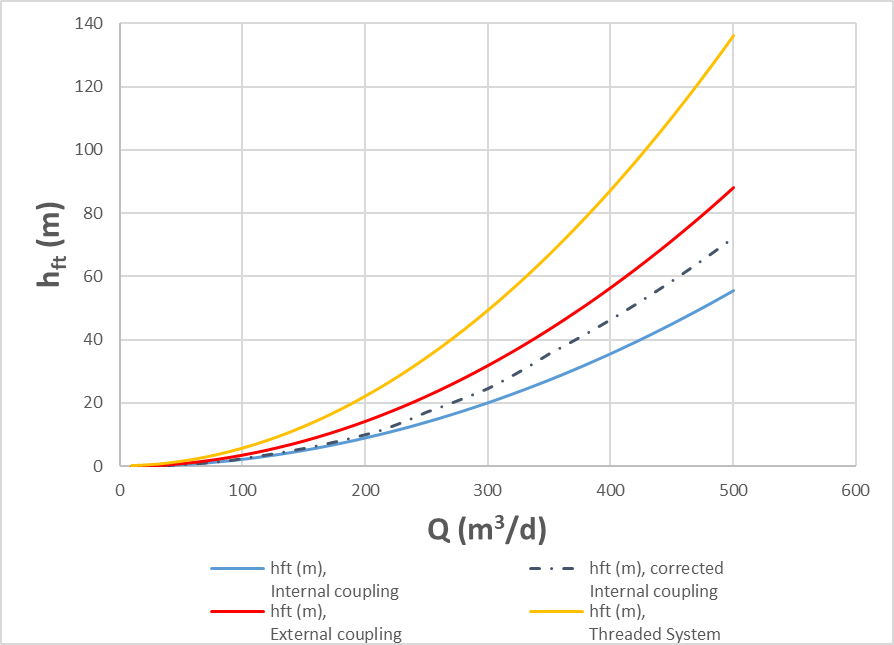 140
120
100
80
60
40
20
0
hft (m)
0 100 200 300 400 500 600
Q (m³/d)
hft (m),
Internal coupling
hft (m), corrected
Internal coupling
hft (m),
External coupling
hft (m),
Threaded System